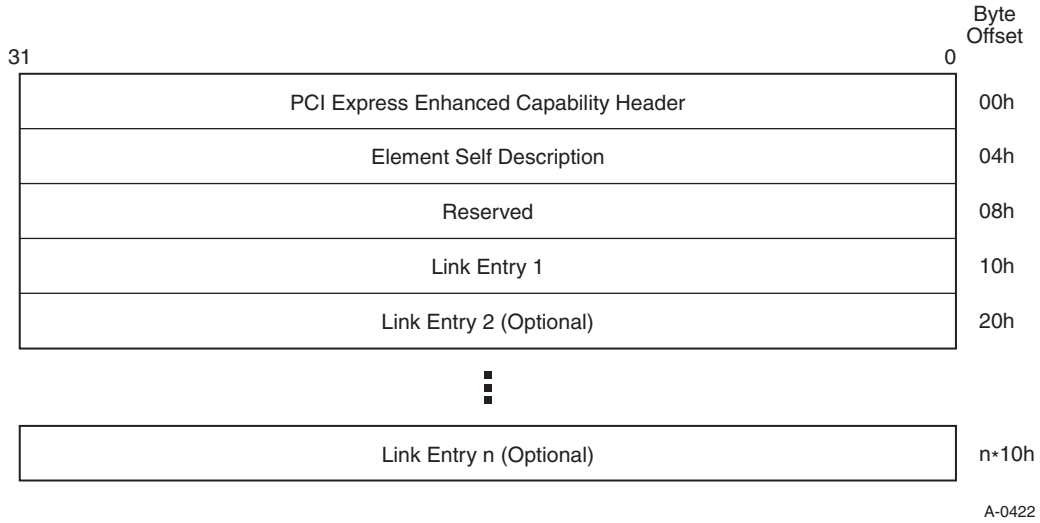 Byte
Offset
31 0
PCI Express Enhanced Capability Header 00h
Element Self Description 04h
Reserved 08h
Link Entry 1 10h
Link Entry 2 (Optional) 20h
Link Entry n (Optional) n*10h
A-0422